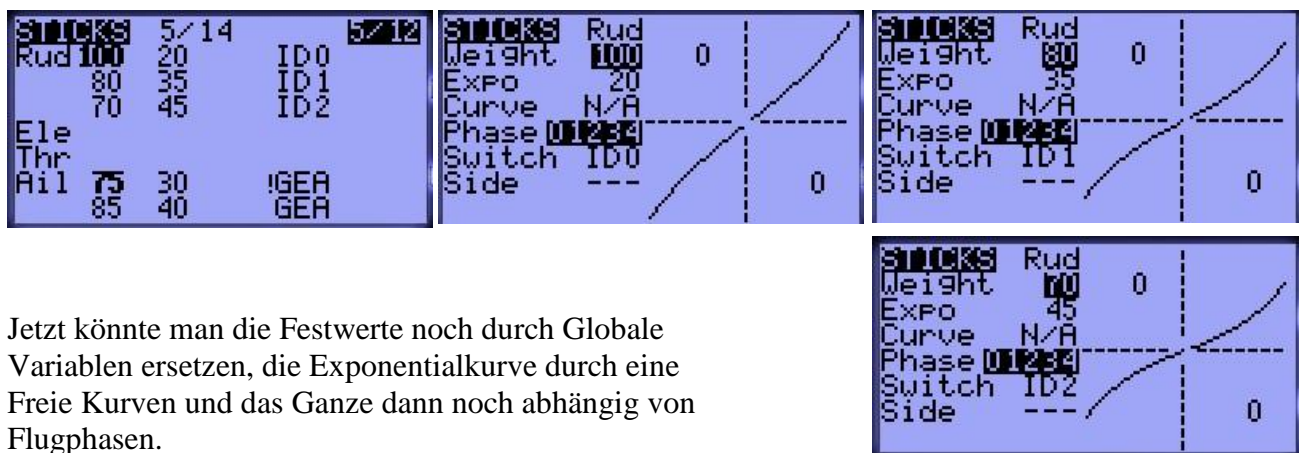 STICKS 5/14 5/12
Rud 100 20 ID0
80 35 ID1
70 45 ID2
Ele
Thr
Ail 75 30 !GEA
85 40 GEA
STICKS Rud
Weight 100 0
Expo 20
Curve N/A
Phase 01234
Switch ID0
Side --- 0
STICKS Rud
Weight 80 0
Expo 35
Curve N/A
Phase 01234
Switch ID1
Side --- 0
STICKS Rud
Weight 70 0
Expo 45
Curve N/A
Phase 01234
Switch ID2
Side --- 0
Jetzt könnte man die Festwerte noch durch Globale
Variablen ersetzen, die Exponentialkurve durch eine
Freie Kurven und das Ganze dann noch abhängig von
Flugphasen.